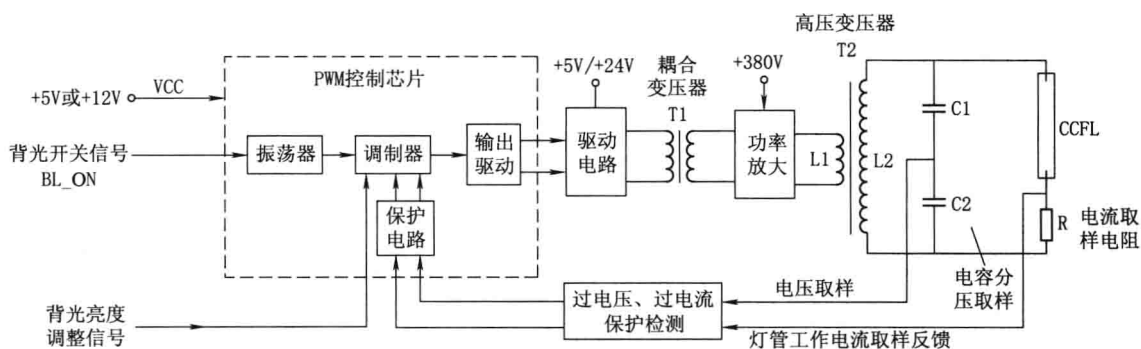 高压变压器
T2
+5V/+24V
耦合
变压器
T1
+380V
PWM控制芯片
+5V或+12V
VCC
背光开关信号
BL_ON
振荡器
调制器
输出
驱动
驱动
电路
功率
放大
L1
L2
C1
C2
CCFL
R
电流取
样电阻
保护
电路
电容分
压取样
电压取样
过电压、过电流
保护检测
灯管工作电流取样反馈
背光亮度
调整信号